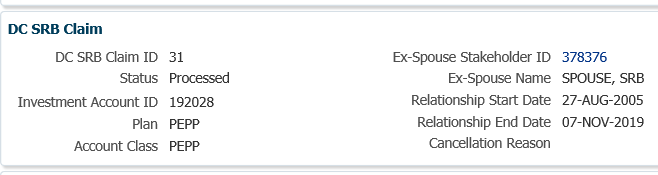 DC SRB Claim
DC SRB Claim ID 31
Status Processed
Investment Account ID 192028
Plan PEPP
Account Class PEPP
Ex-Spouse Stakeholder ID 378376
Ex-Spouse Name SPOUSE, SRB
Relationship Start Date 27-AUG-2005
Relationship End Date 07-NOV-2019
Cancellation Reason